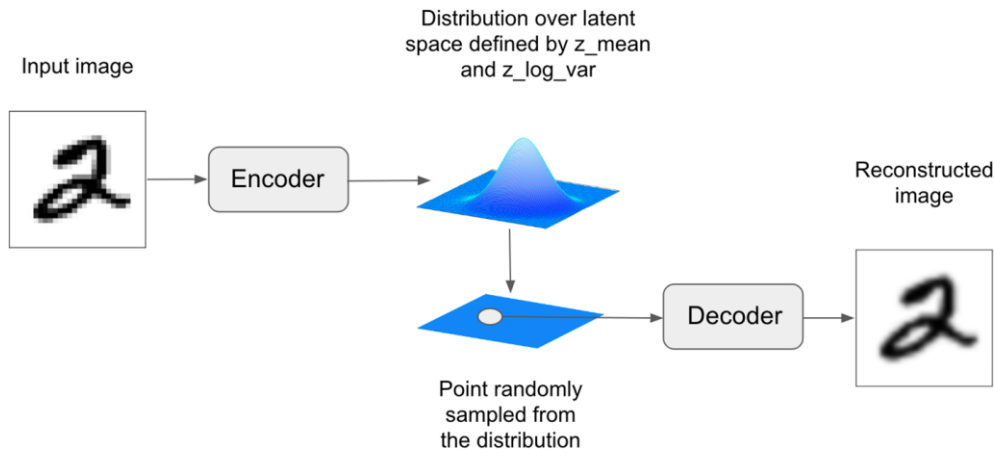 Input image
Encoder
Distribution over latent
space defined by z_mean
and z_log_var
Point randomly
sampled from
the distribution
Decoder
Reconstructed
image